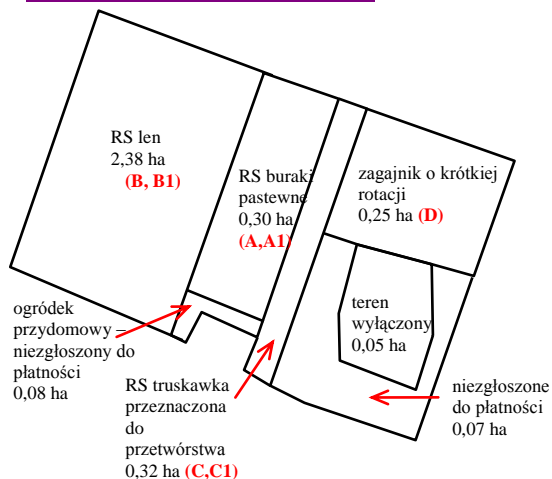 RS len
2,38 ha
(B, B1)
RS buraki
pastewne
0,30 ha
(A,A1)
zagajnik o krótkiej
rotacji
0,25 ha (D)
teren
wyłączony
0,05 ha
ogródek
przydomowy –
niezgłoszony do
płatności
0,08 ha
RS truskawka
przeznaczona
do
przetwórstwa
0,32 ha (C,C1)
niezgłoszone
do płatności
0,07 ha